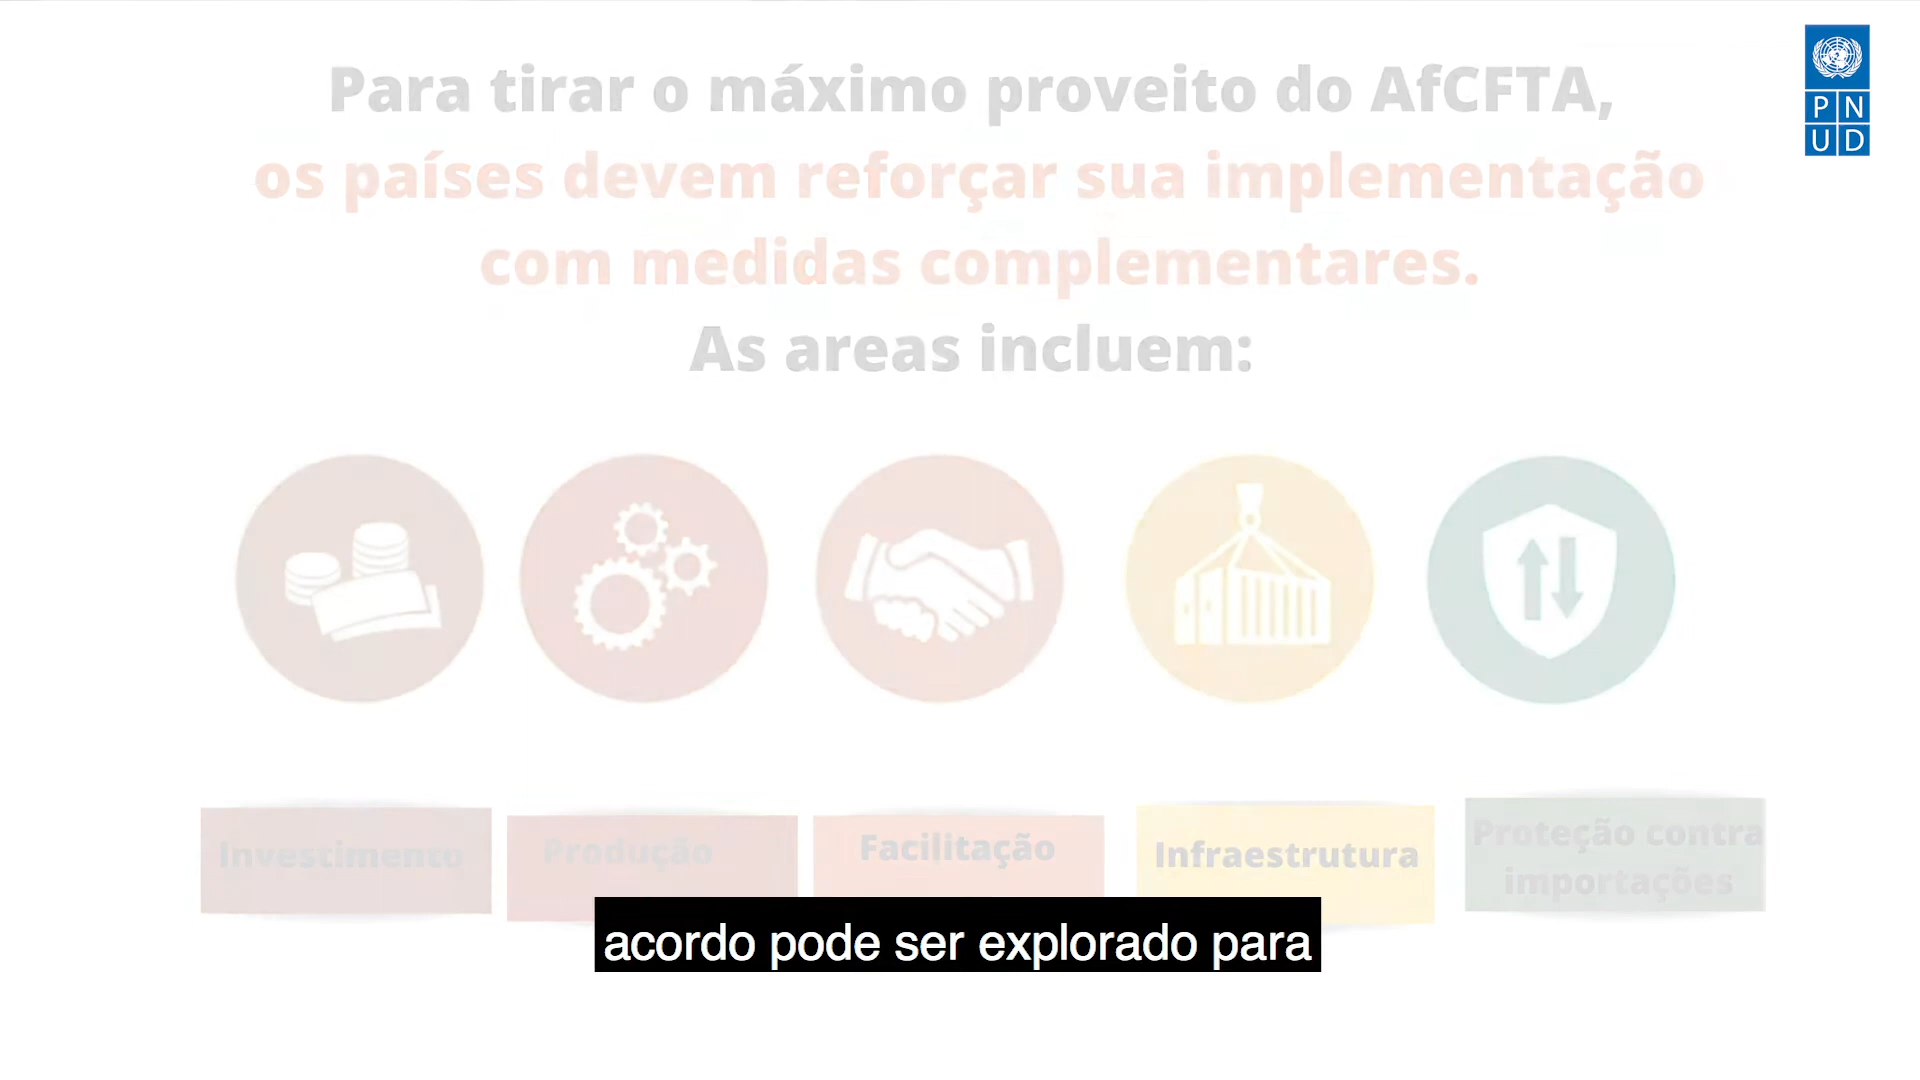 Para tirar o máximo proveito do AfCFTA,
os países devem reforçar sua implementação
com medidas complementares.
As areas incluem:
Investimento
Produção
Facilitação
Infraestrutura
Proteção contra
importações
acordo pode ser explorado para
P N
U D